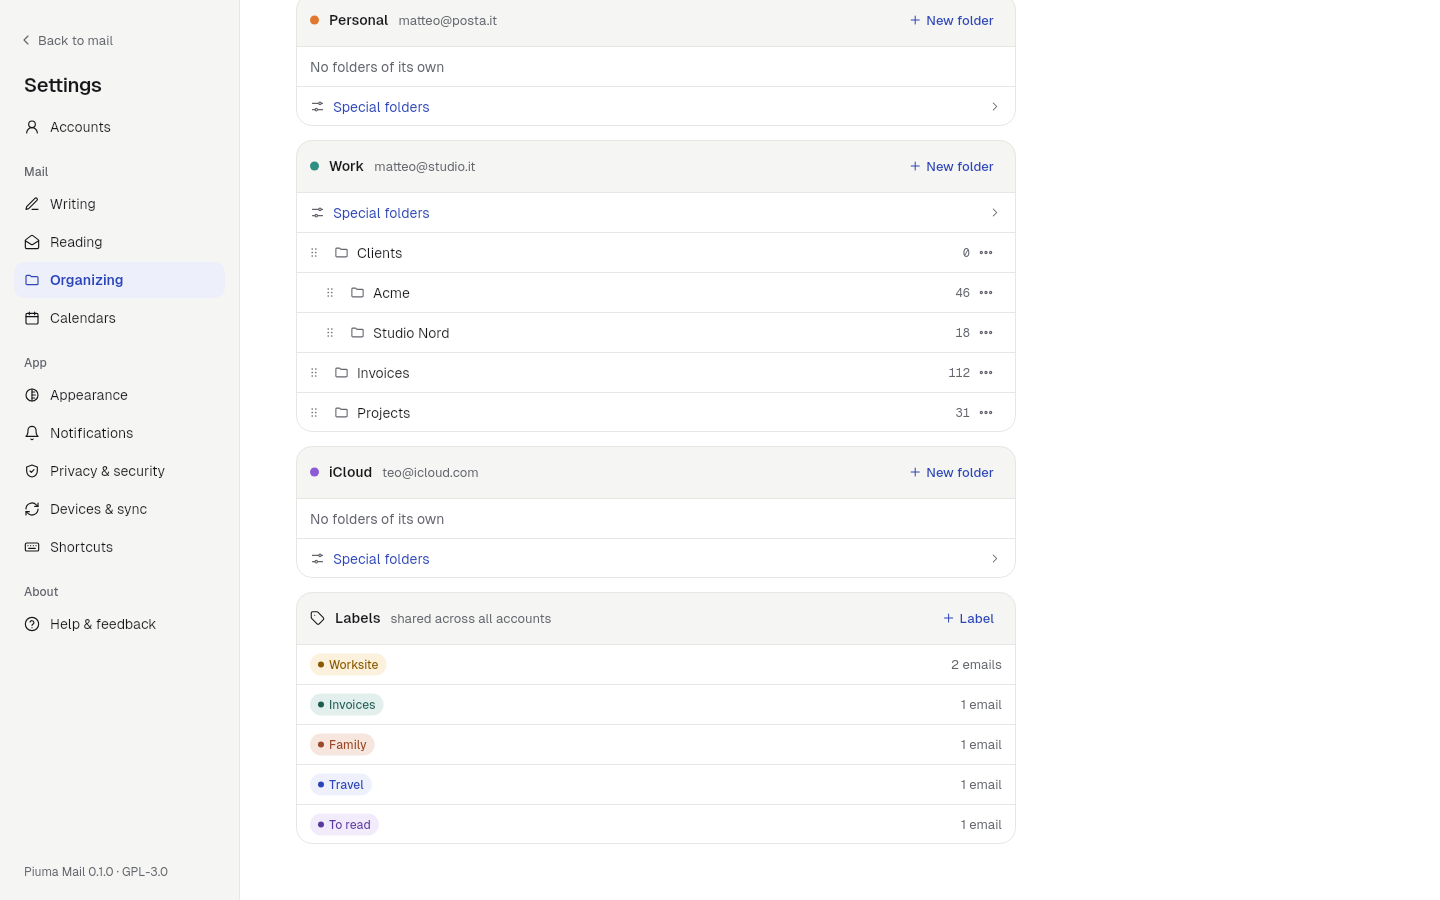 Back to mail
Settings
Accounts
Mail
Writing
Reading
Organizing
Calendars
App
Appearance
Notifications
Privacy & security
Devices & sync
Shortcuts
About
Help & feedback
Piuma Mail 0.1.0 · GPL-3.0
Personal matteo@posta.it New folder
No folders of its own
Special folders
Work matteo@studio.it New folder
Special folders
Clients 0
Acme 46
Studio Nord 18
Invoices 112
Projects 31
iCloud teo@icloud.com New folder
No folders of its own
Special folders
Labels shared across all accounts Label
Worksite 2 emails
Invoices 1 email
Family 1 email
Travel 1 email
To read 1 email